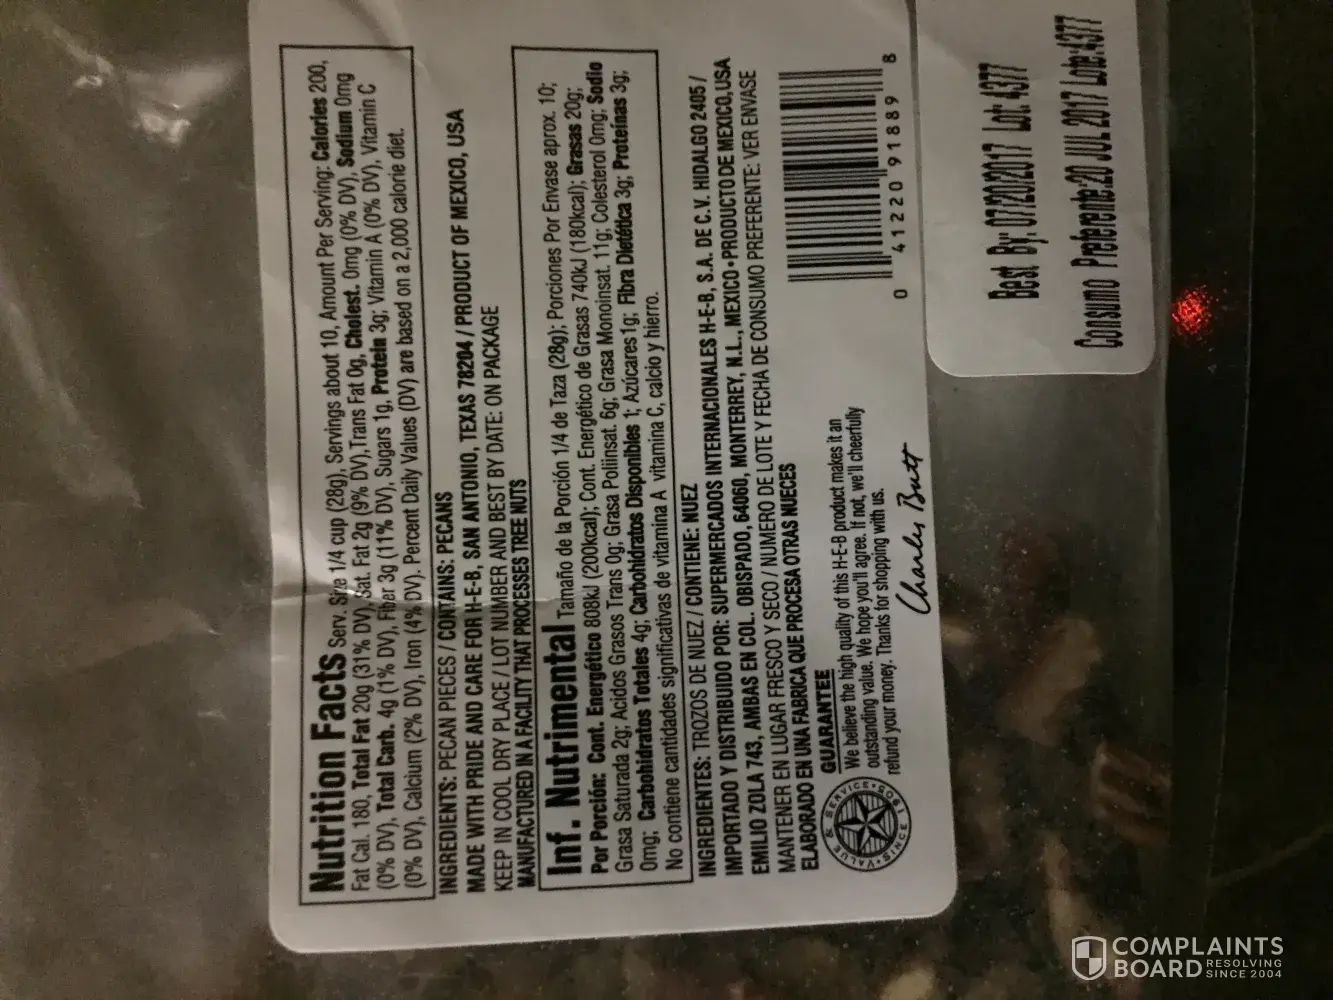 Nutrition Facts Serv. Size 1/4 cup (28g), Servings about 10, Amount Per Serving: Calories 200,
Fat Cal. 180, Total Fat 20g (31% DV), Sat. Fat 2g (9% DV), Trans Fat 0g, Cholest. 0mg (0% DV), Sodium 0mg
(0% DV), Total Carb. 4g (1% DV), Fiber 3g (11% DV), Sugars 1g, Protein 3g; Vitamin A (0% DV), Vitamin C
(0% DV), Calcium (2% DV), Iron (4% DV). Percent Daily Values (DV) are based on a 2,000 calorie diet.
INGREDIENTS: PECAN PIECES / CONTAINS: PECANS
MADE WITH PRIDE AND CARE FOR H-E-B, SAN ANTONIO, TEXAS 78204 / PRODUCT OF MEXICO, USA
KEEP IN COOL DRY PLACE / LOT NUMBER AND BEST BY DATE: ON PACKAGE
MANUFACTURED IN A FACILITY THAT PROCESSES TREE NUTS
Inf. Nutrimental Tamaño de la Porción 1/4 de Taza (28g); Porciones Por Envase aprox. 10;
Por Porción: Cont. Energético 808kJ (200kcal); Cont. Energético de Grasas 740kJ (180kcal); Grasas 20g;
Grasa Saturada 2g; Acidos Grasos Trans 0g; Grasa Poliinsat. 6g; Grasa Monoinsat. 11g; Colesterol 0mg; Sodio
0mg; Carbohidratos Totales 4g; Carbohidratos Disponibles 1; Azúcares 1g; Fibra Dietética 3g; Proteínas 3g;
No contiene cantidades significativas de vitamina A vitamina C, calcio y hierro.
INGREDIENTES: TROZOS DE NUEZ / CONTIENE: NUEZ
IMPORTADO Y DISTRIBUIDO POR: SUPERMERCADOS INTERNACIONALES H-E-B, S.A. DE C.V. HIDALGO 2405 /
EMILIO ZOLA 743, AMBAS EN COL. OBISPADO, 64060, MONTERREY, N.L., MEXICO • PRODUCTO DE MEXICO, USA
MANTENER EN LUGAR FRESCO Y SECO / NUMERO DE LOTE Y FECHA DE CONSUMO PREFERENTE: VER ENVASE
ELABORADO EN UNA FABRICA QUE PROCESA OTRAS NUECES
GUARANTEE
We believe the high quality of this H-E-B product makes it an
outstanding value. We hope you'll agree. If not, we'll cheerfully
refund your money. Thanks for shopping with us.
Charles Butt
VALUE & SERVICE • SINCE 1905
0 41220 91889 8
Best By: 07/20/2017 Lot: 4377
Consumo Preferente: 20 JUL 2017 Lote: 4377
COMPLAINTS
BOARD RESOLVING
SINCE 2004